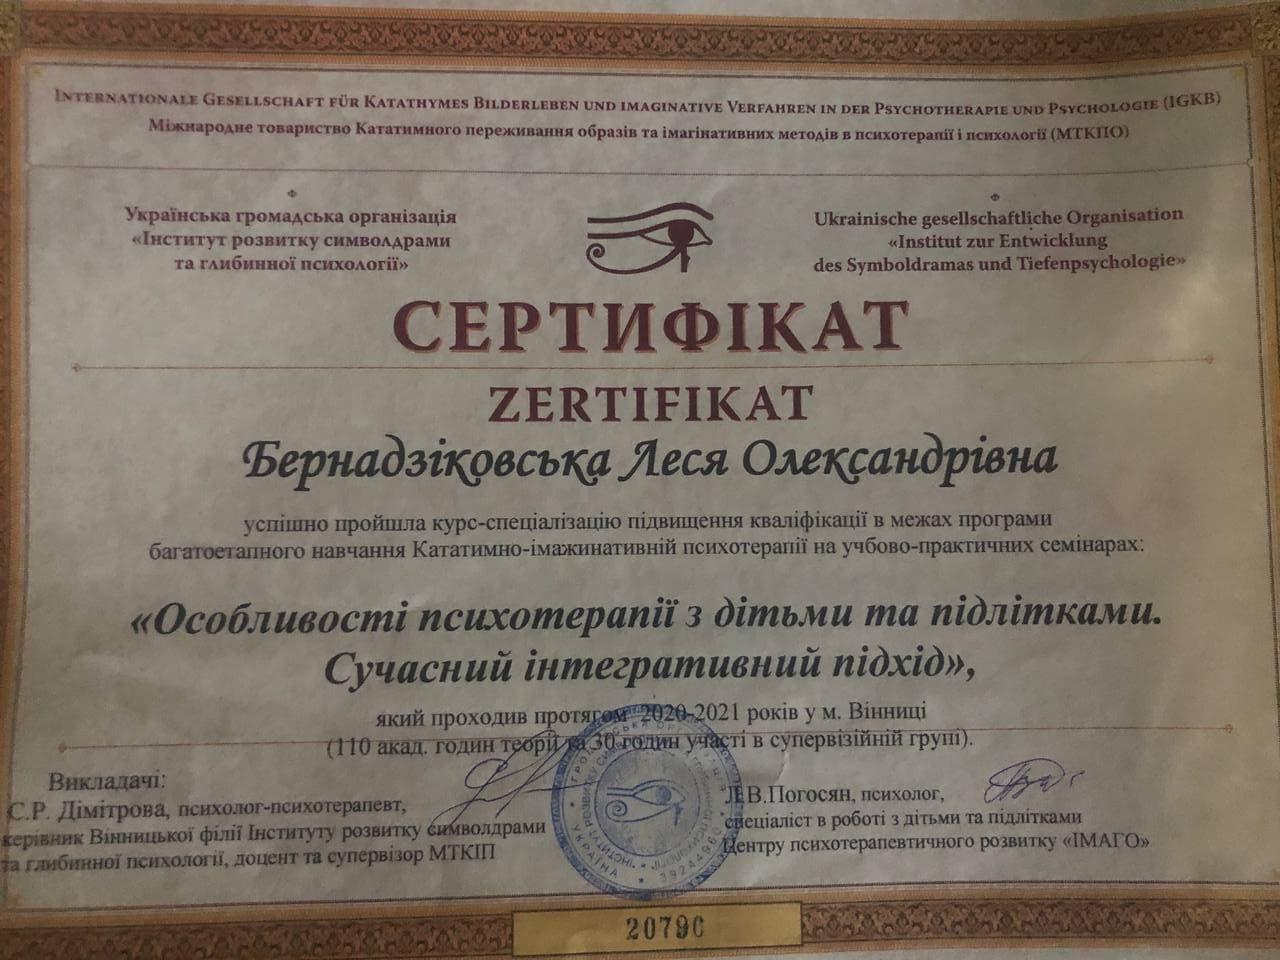 INTERNATIONALE GESELLSCHAFT FÜR KATATHYMES BILDERLEBEN UND IMAGINATIVE VERFAHREN IN DER PSYCHOTHERAPIE UND PSYCHOLOGIE (IGKB)
Міжнародне товариство Кататимного переживання образів та імагінативних методів в психотерапії і психології (МТКПО)
Українська громадська організація
«Інститут розвитку символдрами
та глибинної психології»
Ukrainische gesellschaftliche Organisation
«Institut zur Entwicklung
des Symboldramas und Tiefenpsychologie»
СЕРТИФІКАТ
ZERTIFIKAT
Бернадзіковська Леся Олександрівна
успішно пройшла курс-спеціалізацію підвищення кваліфікації в межах програми
багатоетапного навчання Кататимно-імажинативній психотерапії на учбово-практичних семінарах:
«Особливості психотерапії з дітьми та підлітками.
Сучасний інтегративний підхід»,
який проходив протягом 2020-2021 років у м. Вінниці
(110 акад. годин теорії та 30 годин участі в супервізійній групі).
Викладачі:
С.Р. Дімітрова, психолог-психотерапевт,
керівник Вінницької філії Інституту розвитку символдрами
та глибинної психології, доцент та супервізор МТКІП
Л.В.Погосян, психолог,
спеціаліст в роботі з дітьми та підлітками
Центру психотерапевтичного розвитку «ІМАГО»
УКРАЇНА
39244960
20790